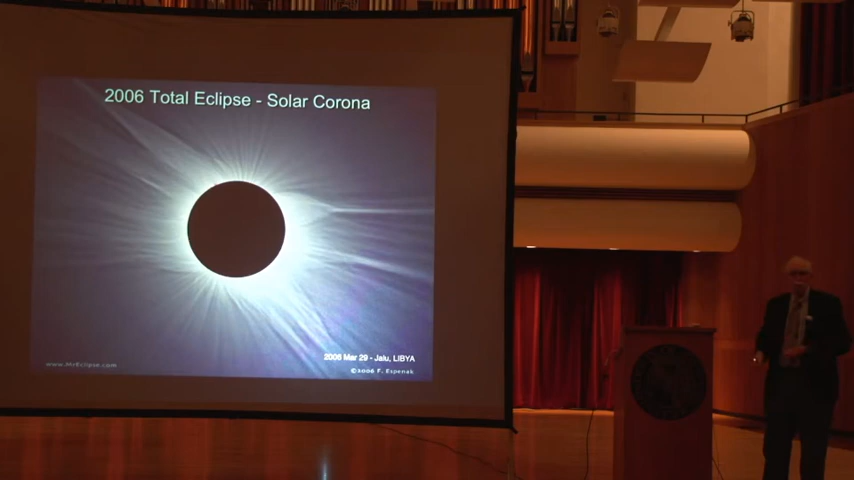 2006 Total Eclipse - Solar Corona
2006 Mar 29 - Jalu, LIBYA
www.MrEclipse.com
©2006 F. Espenak